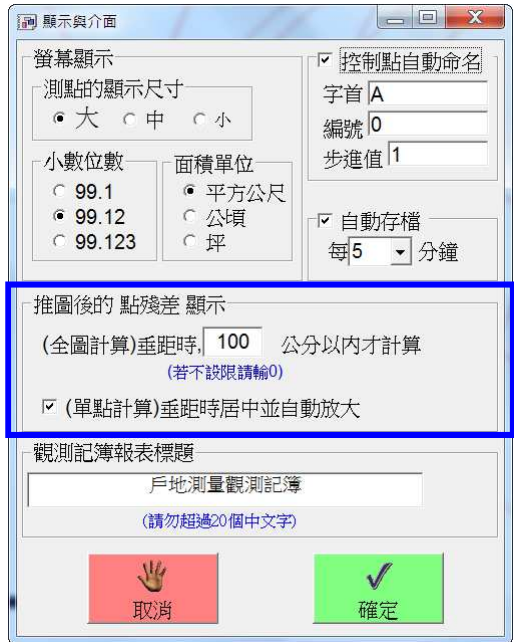 顯示與介面
螢幕顯示
測點的顯示尺寸
大 中 小
小數位數
99.1
99.12
99.123
面積單位
平方公尺
公頃
坪
控制點自動命名
字首 A
編號 0
步進值 1
自動存檔
每 5 分鐘
推圖後的 點殘差 顯示
(全圖計算)垂距時, 100 公分以內才計算
(若不設限請輸0)
(單點計算)垂距時居中並自動放大
觀測記簿報表標題
戶地測量觀測記簿
(請勿超過20個中文字)
取消
確定